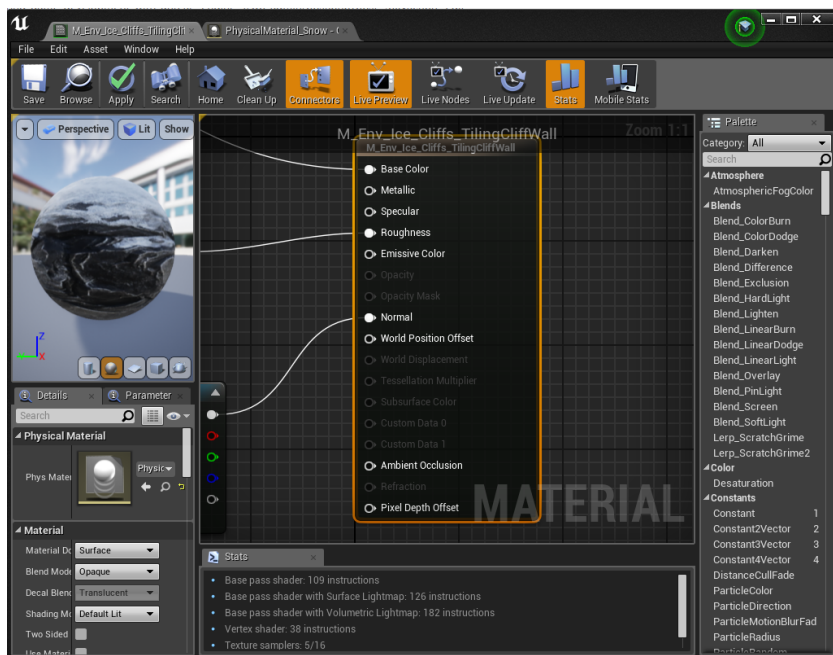 M_Env_Ice_Cliffs_TilingClif
PhysicalMaterial_Snow - (
File Edit Asset Window Help
Save Browse Apply Search Home Clean Up Connectors Live Preview Live Nodes Live Update Stats Mobile Stats
Perspective Lit Show
M_Env_Ice_Cliffs_TilingCliffWall
Zoom 1:1
M_Env_Ice_Cliffs_TilingCliffWall
Base Color
Metallic
Specular
Roughness
Emissive Color
Opacity
Opacity Mask
Normal
World Position Offset
World Displacement
Tessellation Multiplier
Subsurface Color
Custom Data 0
Custom Data 1
Ambient Occlusion
Refraction
Pixel Depth Offset
MATERIAL
Z
X
Details
Parameter
Search
Physical Material
Phys Mater
Physic
Material
Material Do Surface
Blend Mode Opaque
Decal Blend Translucent
Shading Mo Default Lit
Two Sided
Use Materi
Stats
Base pass shader: 109 instructions
Base pass shader with Surface Lightmap: 126 instructions
Base pass shader with Volumetric Lightmap: 182 instructions
Vertex shader: 38 instructions
Texture samplers: 5/16
Palette
Category: All
Search
Atmosphere
AtmosphericFogColor
Blends
Blend_ColorBurn
Blend_ColorDodge
Blend_Darken
Blend_Difference
Blend_Exclusion
Blend_HardLight
Blend_Lighten
Blend_LinearBurn
Blend_LinearDodge
Blend_LinearLight
Blend_Overlay
Blend_PinLight
Blend_Screen
Blend_SoftLight
Lerp_ScratchGrime
Lerp_ScratchGrime2
Color
Desaturation
Constants
Constant 1
Constant2Vector 2
Constant3Vector 3
Constant4Vector 4
DistanceCullFade
ParticleColor
ParticleDirection
ParticleMotionBlurFad
ParticleRadius
ParticleRandom